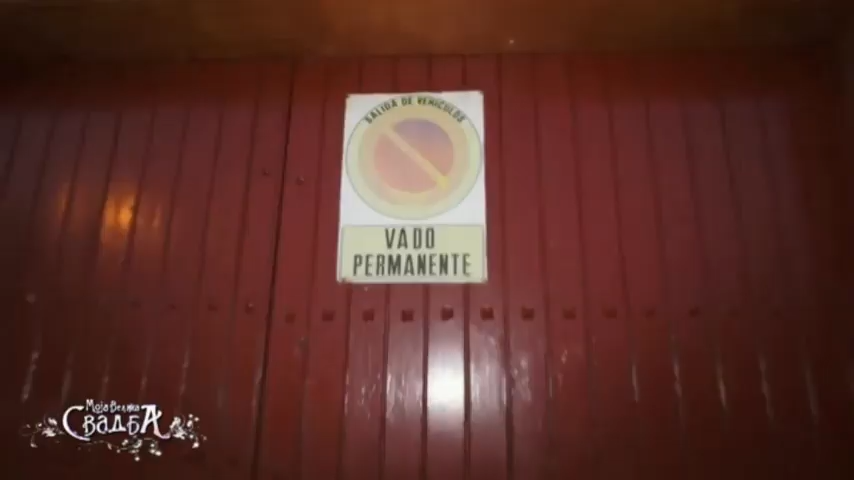 SALIDA DE VEHICULOS
VADO
PERMANENTE
Моја Велика
Свадба